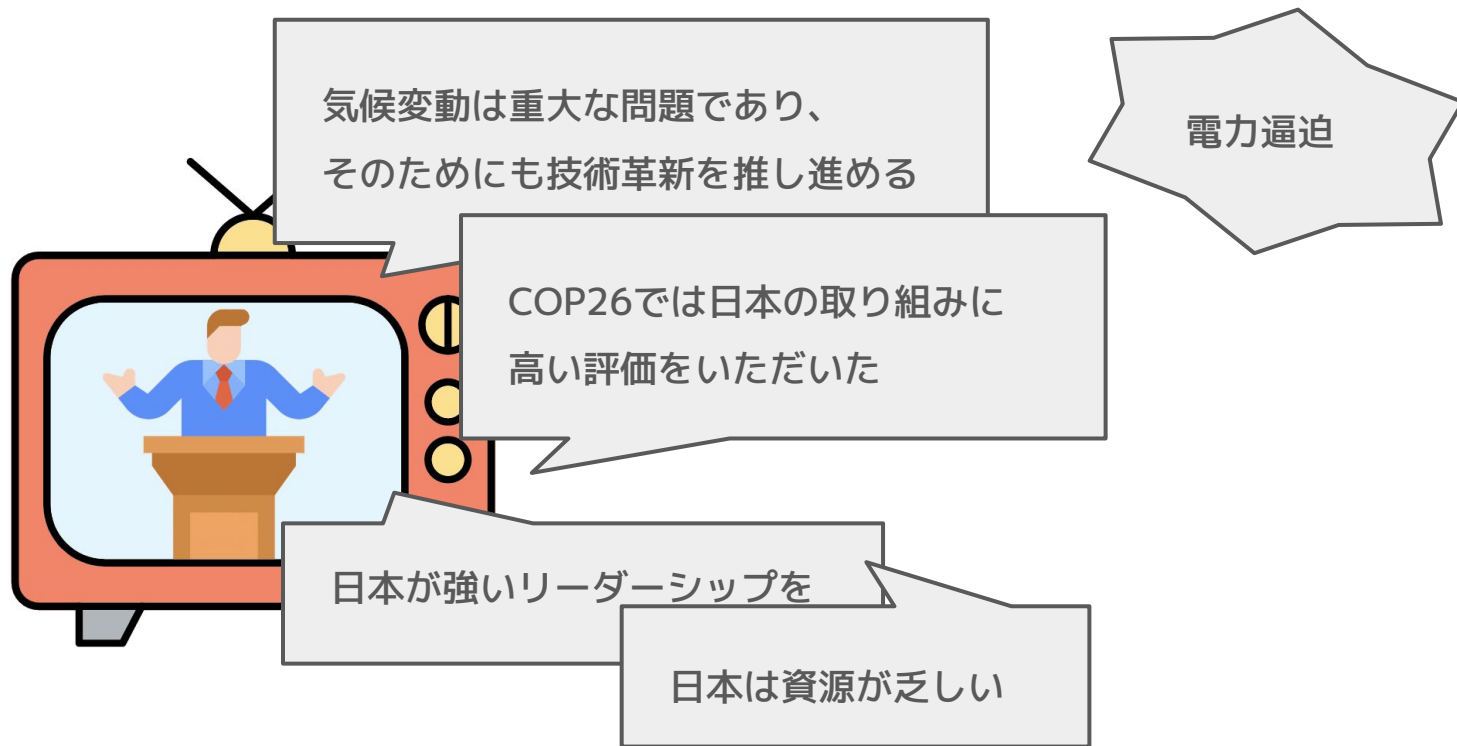 気候変動は重大な問題であり、
そのためにも技術革新を推し進める
電力逼迫
COP26では日本の取り組みに
高い評価をいただいた
日本が強いリーダーシップを
日本は資源が乏しい